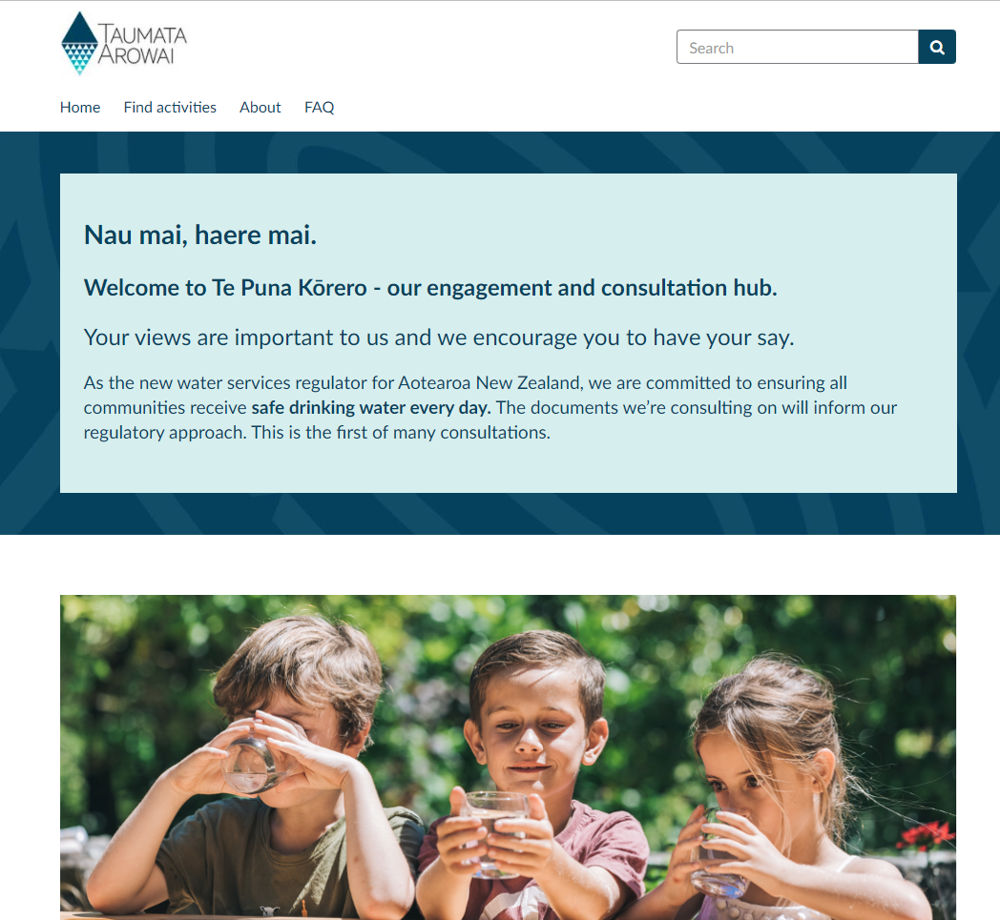 TAUMATA
AROWAI
Search
Home Find activities About FAQ
Nau mai, haere mai.
Welcome to Te Puna Kōrero - our engagement and consultation hub.
Your views are important to us and we encourage you to have your say.
As the new water services regulator for Aotearoa New Zealand, we are committed to ensuring all
communities receive safe drinking water every day. The documents we’re consulting on will inform our
regulatory approach. This is the first of many consultations.